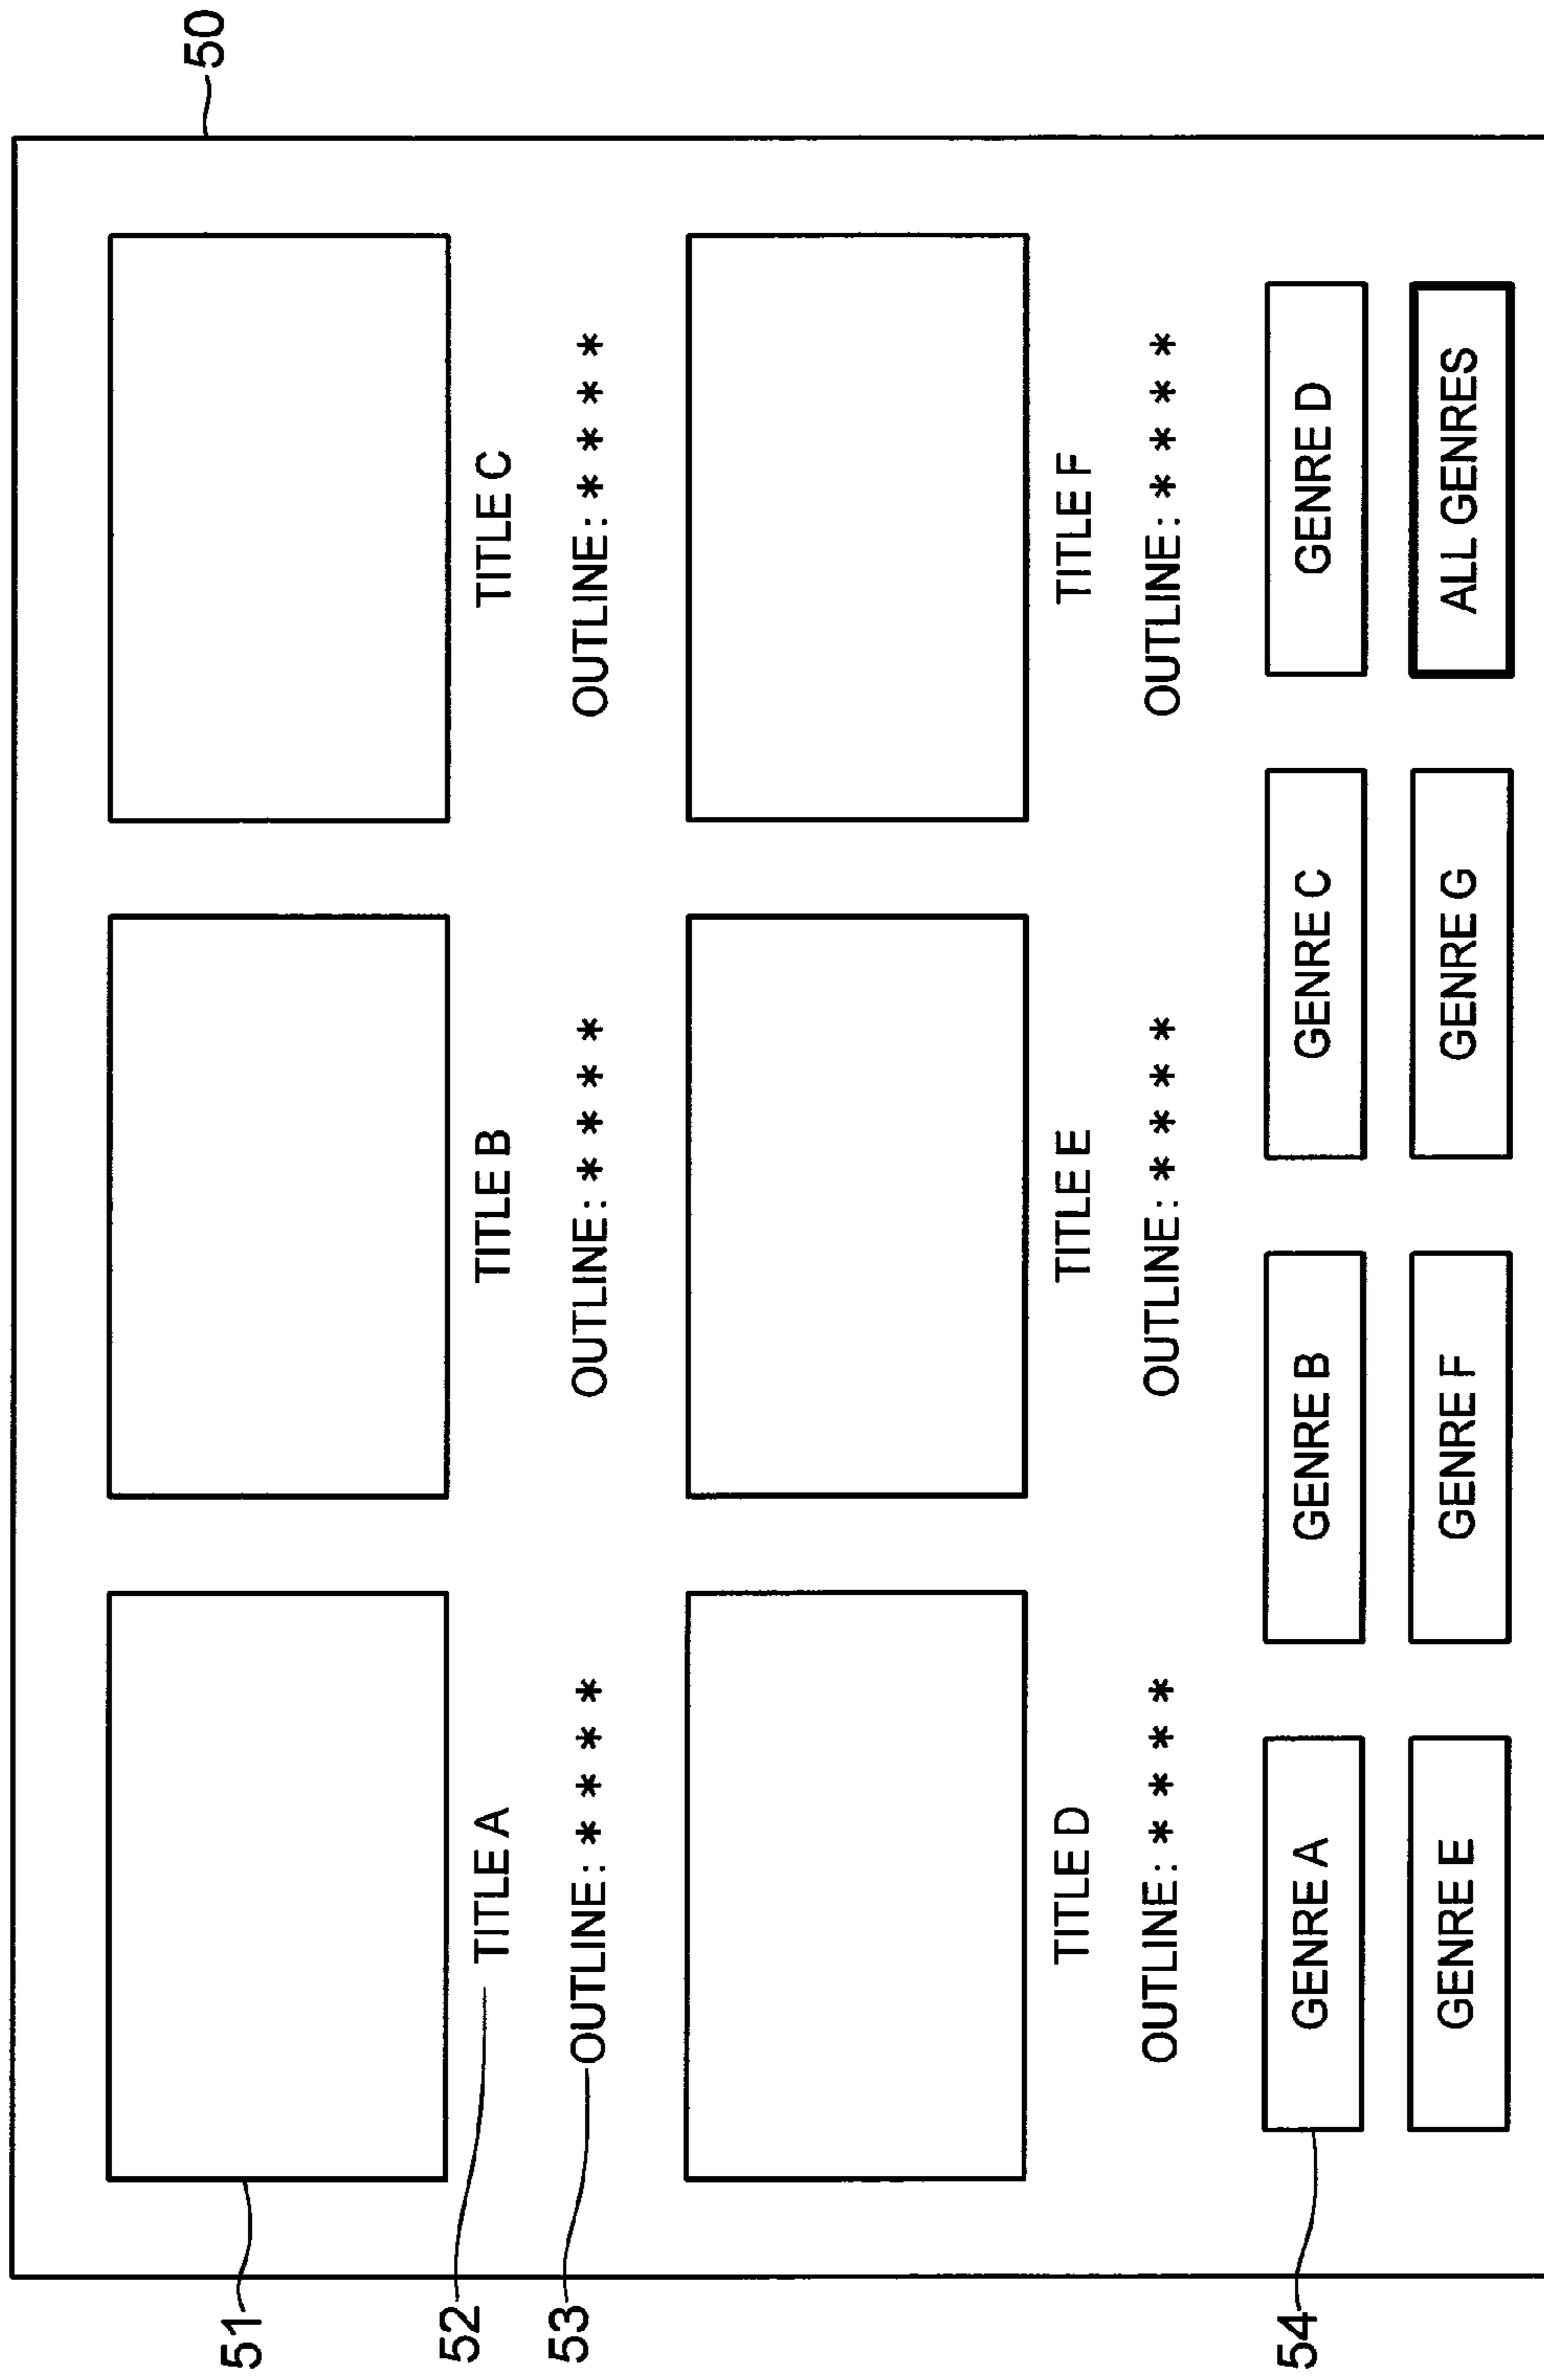 50
TITLE A
TITLE B
TITLE C
OUTLINE: * * * *
OUTLINE: * * * *
OUTLINE: * * * *
TITLE D
TITLE E
TITLE F
OUTLINE: * * * *
OUTLINE: * * * *
OUTLINE: * * * *
GENRE A
GENRE B
GENRE C
GENRE D
GENRE E
GENRE F
GENRE G
ALL GENRES
51
52
53
54